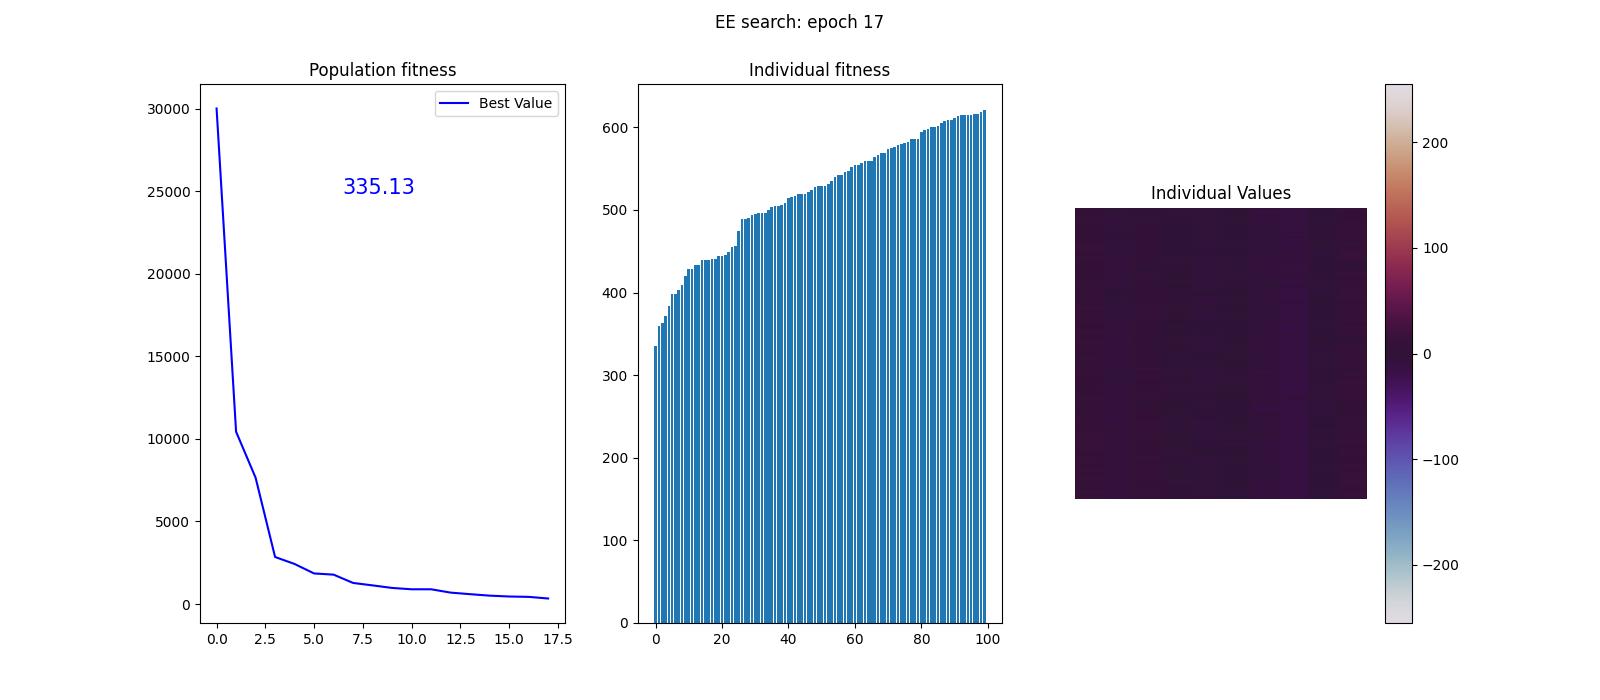 EE search: epoch 17
Population fitness
30000
25000
20000
15000
10000
5000
0
0.0 2.5 5.0 7.5 10.0 12.5 15.0 17.5
Best Value
335.13
Individual fitness
600
500
400
300
200
100
0
0 20 40 60 80 100
Individual Values
200
100
0
−100
−200